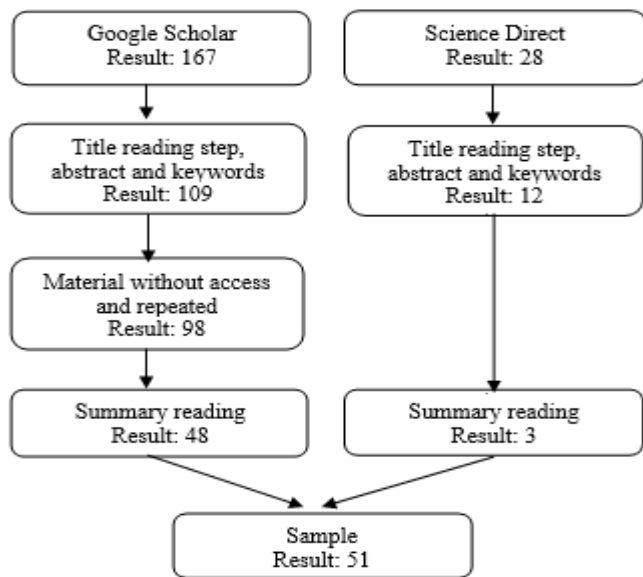 Google Scholar
Result: 167
Science Direct
Result: 28
Title reading step,
abstract and keywords
Result: 109
Title reading step,
abstract and keywords
Result: 12
Material without access
and repeated
Result: 98
Summary reading
Result: 48
Summary reading
Result: 3
Sample
Result: 51